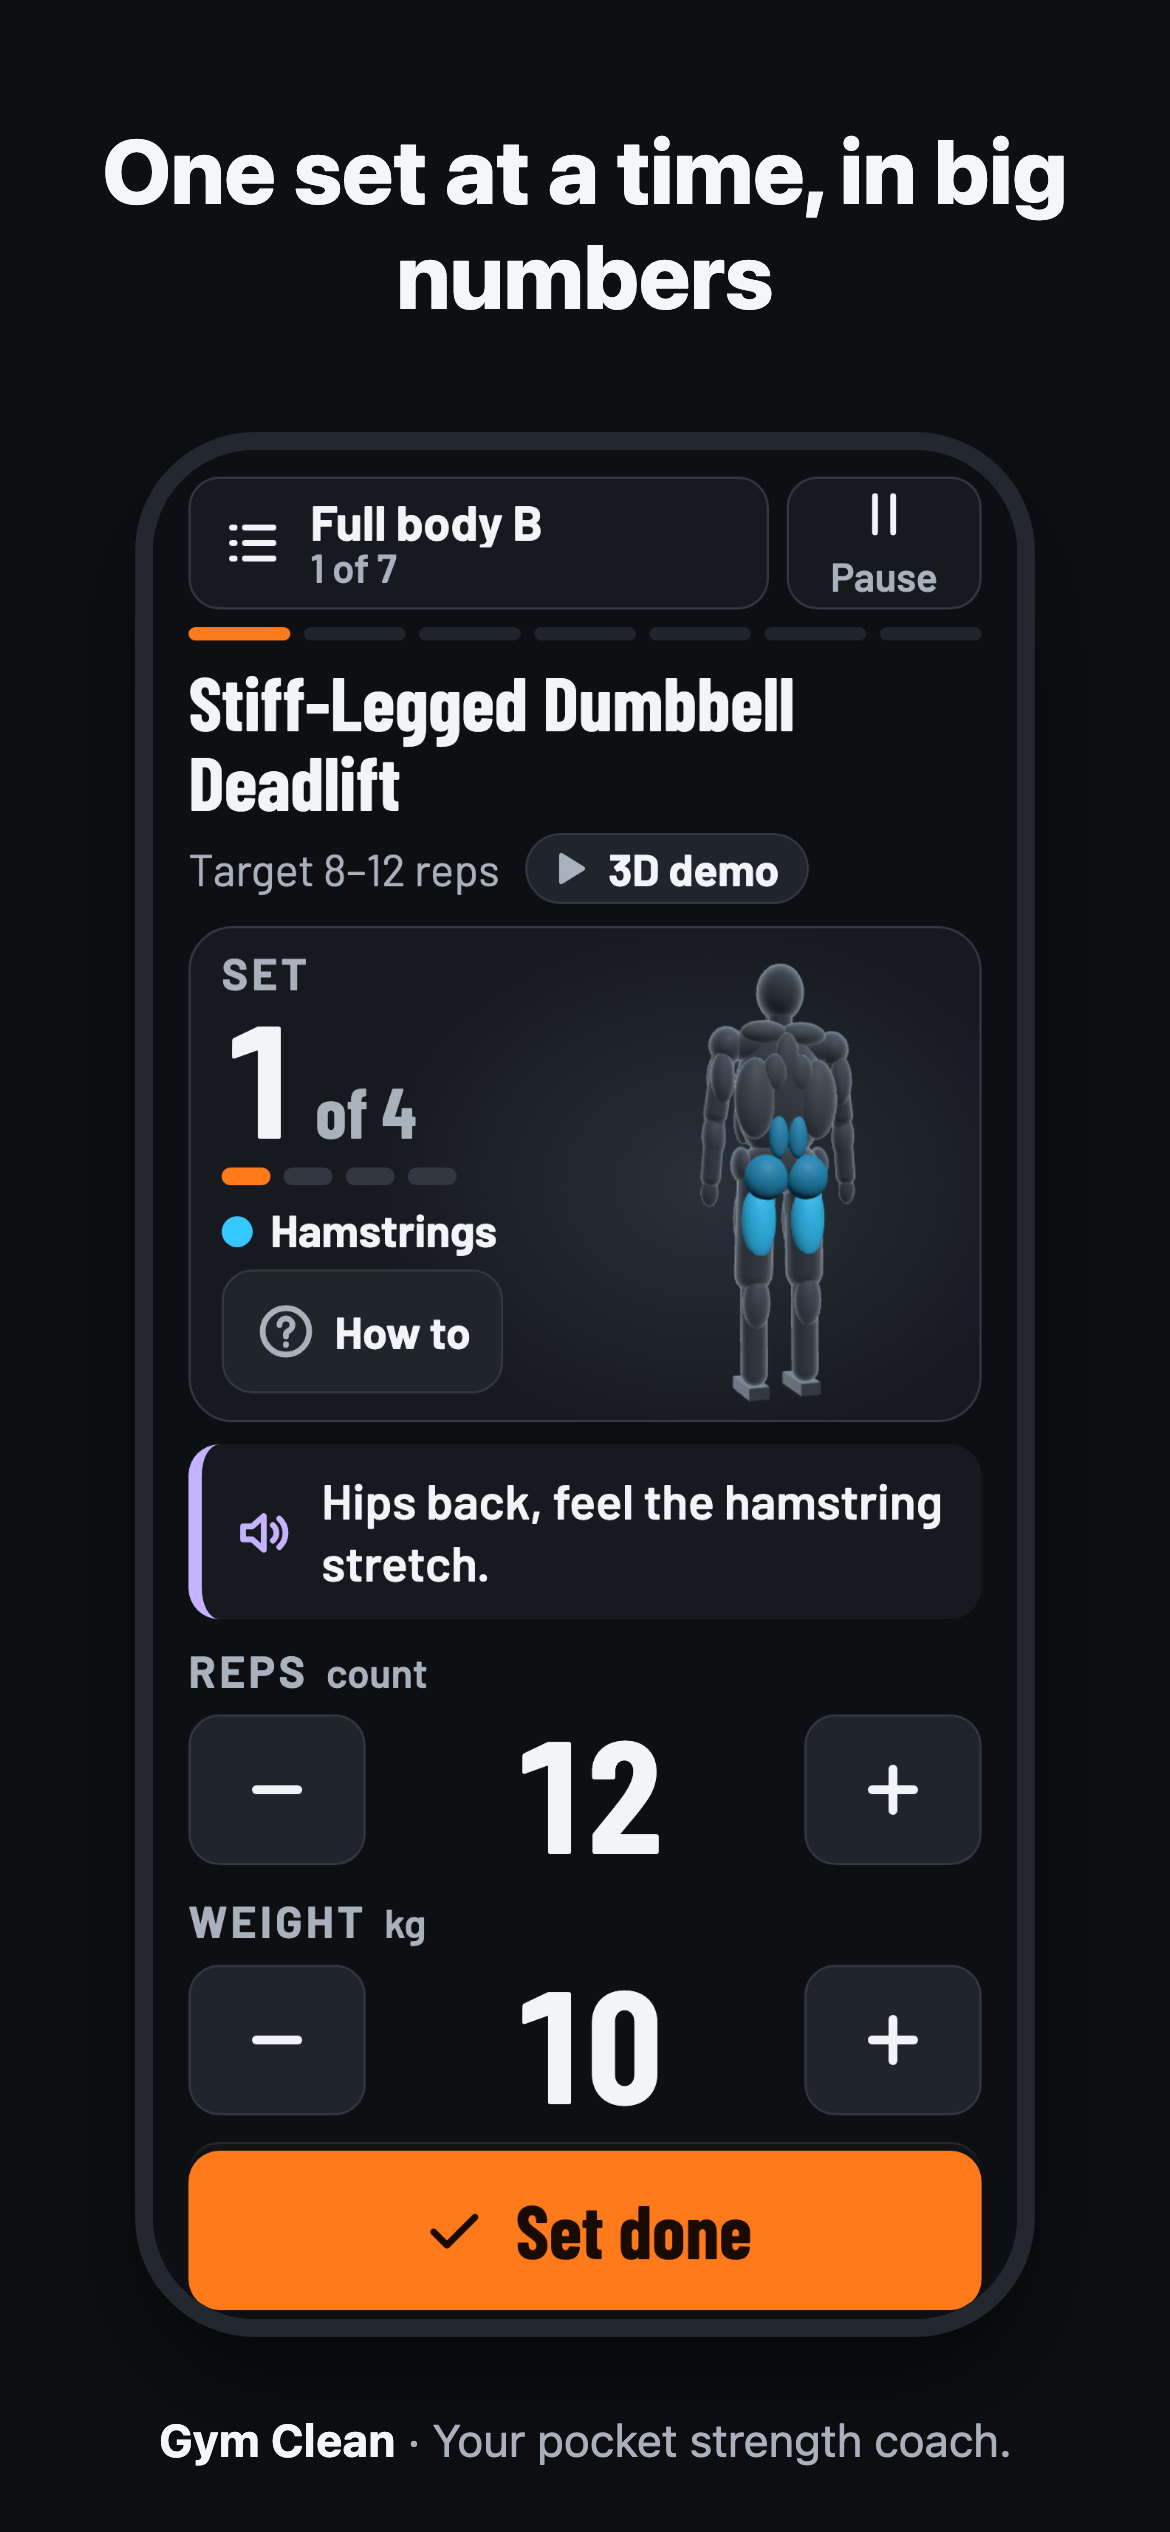 One set at a time, in big
numbers
Full body B
1 of 7
Pause
Stiff-Legged Dumbbell
Deadlift
Target 8–12 reps
3D demo
SET
1 of 4
Hamstrings
How to
Hips back, feel the hamstring
stretch.
REPS count
12
WEIGHT kg
10
Set done
Gym Clean · Your pocket strength coach.